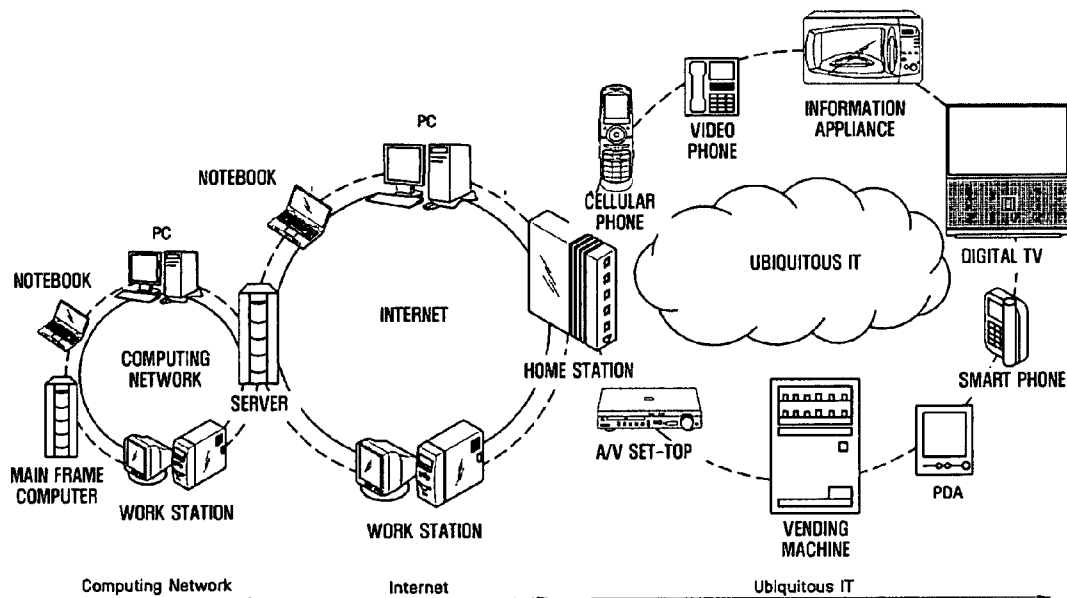 PC
NOTEBOOK
COMPUTING
NETWORK
MAIN FRAME
COMPUTER
WORK STATION
SERVER
PC
NOTEBOOK
INTERNET
WORK STATION
HOME STATION
CELLULAR
PHONE
VIDEO
PHONE
INFORMATION
APPLIANCE
DIGITAL TV
UBIQUITOUS IT
SMART PHONE
PDA
VENDING
MACHINE
A/V SET-TOP
Computing Network
Internet
Ubiquitous IT